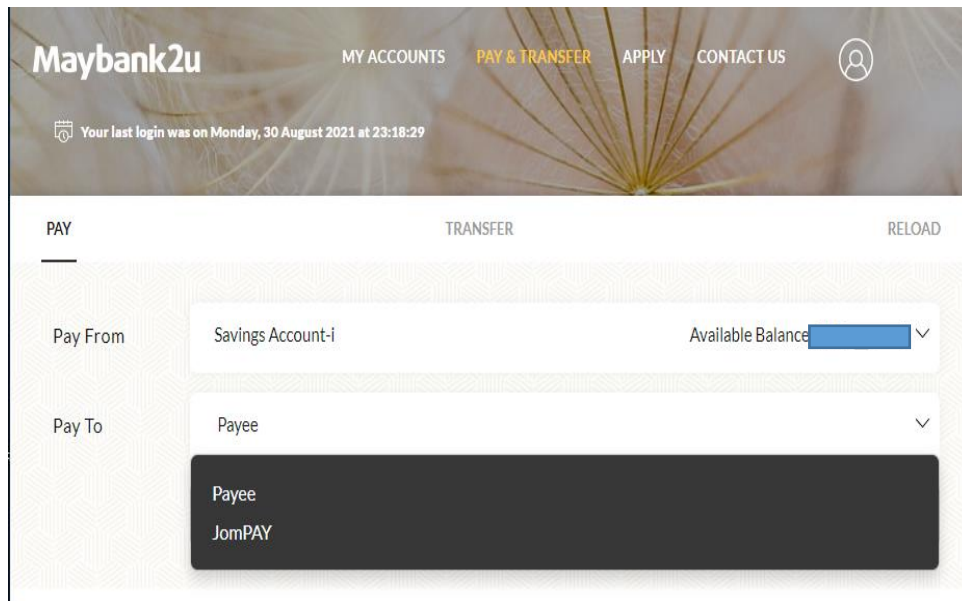 Maybank2u MY ACCOUNTS PAY & TRANSFER APPLY CONTACT US
Your last login was on Monday, 30 August 2021 at 23:18:29
PAY TRANSFER RELOAD
Pay From Savings Account-i Available Balance
Pay To Payee
Payee
JomPAY